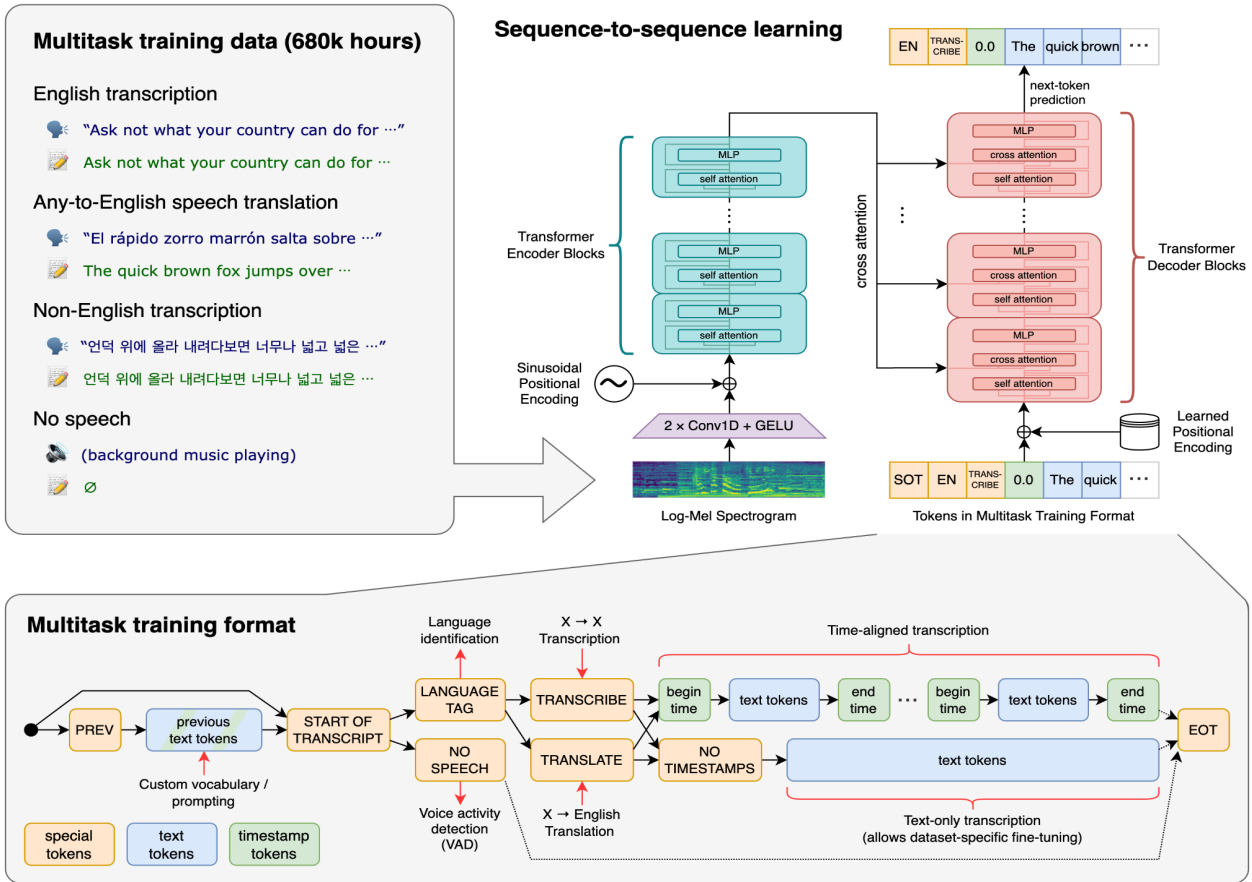 Multitask training data (680k hours)
English transcription
“Ask not what your country can do for ⋯”
Ask not what your country can do for ⋯
Any-to-English speech translation
“El rápido zorro marrón salta sobre ⋯”
The quick brown fox jumps over ⋯
Non-English transcription
“언덕 위에 올라 내려다보면 너무나 넓고 넓은 ⋯”
언덕 위에 올라 내려다보면 너무나 넓고 넓은 ⋯
No speech
(background music playing)
∅
Sequence-to-sequence learning
EN
TRANS-
CRIBE
0.0
The
quick
brown
⋯
next-token
prediction
MLP
self attention
⋮
MLP
self attention
MLP
self attention
Transformer
Encoder Blocks
Sinusoidal
Positional
Encoding
~
2 × Conv1D + GELU
Log-Mel Spectrogram
cross attention
⋮
MLP
cross attention
self attention
⋮
MLP
cross attention
self attention
MLP
cross attention
self attention
Transformer
Decoder Blocks
Learned
Positional
Encoding
SOT
EN
TRANS-
CRIBE
0.0
The
quick
⋯
Tokens in Multitask Training Format
Multitask training format
PREV
previous
text tokens
Custom vocabulary /
prompting
START OF
TRANSCRIPT
Language
identification
LANGUAGE
TAG
NO
SPEECH
Voice activity
detection
(VAD)
X → X
Transcription
TRANSCRIBE
TRANSLATE
X → English
Translation
Time-aligned transcription
begin
time
text tokens
end
time
⋯
begin
time
text tokens
end
time
NO
TIMESTAMPS
text tokens
Text-only transcription
(allows dataset-specific fine-tuning)
EOT
special
tokens
text
tokens
timestamp
tokens